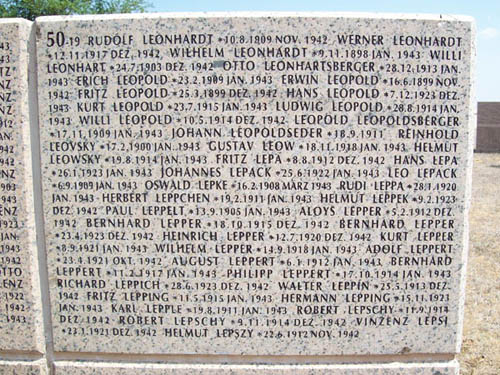 50-19 RUDOLF LEONHARDT *10.8.1809 NOV. 1942 WERNER LEONHARDT
*12.11.1917 DEZ. 1942 WILHELM LEONHARDT *9.11.1898 JAN. 1943 WILLI
LEONHART *24.7.1903 DEZ. 1942 OTTO LEONHARTSBERGER *28.12.1913 JAN.
1943 ERICH LEOPOLD *23.2.1909 JAN. 1943 ERWIN LEOPOLD *16.6.1899 NOV.
1942 FRITZ LEOPOLD *25.3.1899 DEZ. 1942 HANS LEOPOLD *7.12.1923 DEZ.
1943 KURT LEOPOLD *23.7.1915 JAN. 1943 LUDWIG LEOPOLD *28.8.1914 JAN.
1943 WILLI LEOPOLD *10.5.1914 DEZ. 1942 LEOPOLD LEOPOLDSBERGER
*17.11.1909 JAN. 1943 JOHANN LEOPOLDSEDER *18.9.1911 REINHOLD
LEOVSKY *17.2.1900 JAN. 1943 GUSTAV LEOW *18.11.1918 JAN. 1943 HELMUT
LEOWSKY *19.8.1914 JAN. 1943 FRITZ LEPA *8.8.1912 DEZ. 1942 HANS LEPA
*26.1.1923 JAN. 1943 JOHANNES LEPACK *25.6.1922 JAN. 1943 LEO LEPACK
*6.9.1909 JAN. 1943 OSWALD LEPKE *16.2.1908 MÄRZ 1943 RUDI LEPPA *28.1.1920
JAN. 1943 HERBERT LEPPCHEN *19.2.1911 JAN. 1943 HELMUT LEPPEK *9.2.1923
DEZ. 1942 PAUL LEPPELT *13.9.1905 JAN. 1943 ALOYS LEPPER *5.2.1912 DEZ.
1942 BERNHARD LEPPER *18.10.1915 DEZ. 1942 BERNHARD LEPPER
*23.4.1923 DEZ. 1942 HEINRICH LEPPER *12.7.1920 DEZ. 1942 KURT LEPPER
*8.9.1921 JAN. 1943 WILHELM LEPPER *4.9.1918 JAN. 1943 ADOLF LEPPERT
*23.4.1921 OKT. 1942 AUGUST LEPPERT *6.1.1912 JAN. 1943 BERNHARD
LEPPERT *11.2.1917 JAN. 1943 PHILIPP LEPPERT *17.10.1914 JAN. 1943
RICHARD LEPPICH *28.6.1923 DEZ. 1942 WALTER LEPPIN *25.5.1913 DEZ.
1942 FRITZ LEPPING *11.5.1915 JAN. 1943 HERMANN LEPPING *15.11.1923
JAN. 1943 KARL LEPPLE *19.8.1911 JAN. 1943 ROBERT LEPSCHY *11.9.1914
DEZ. 1942 ROBERT LEPSCHY *9.11.1914 DEZ. 1942 VINZENZ LEPSI
*22.1.1921 DEZ. 1942 HELMUT LEPSZY *22.6.1912 NOV. 1942